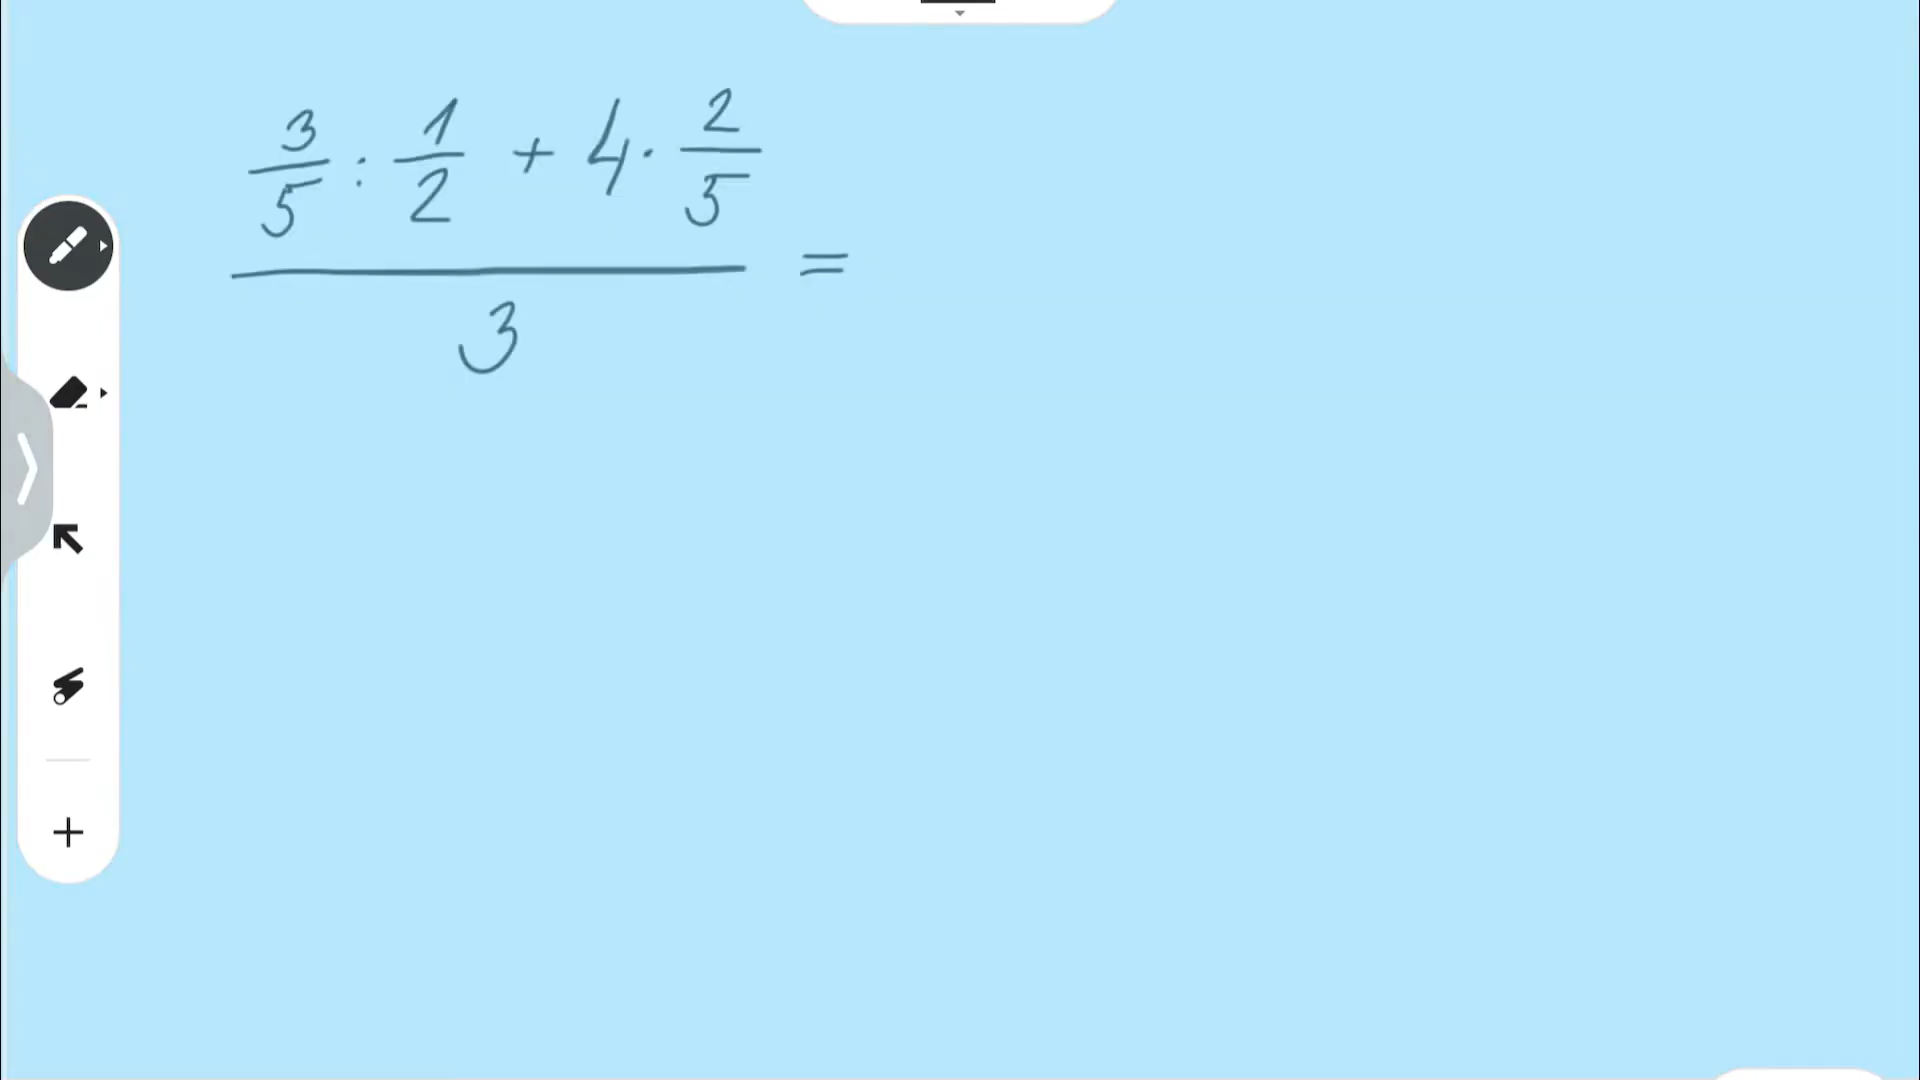 3/5 : 1/2 + 4 · 2/5
=
3